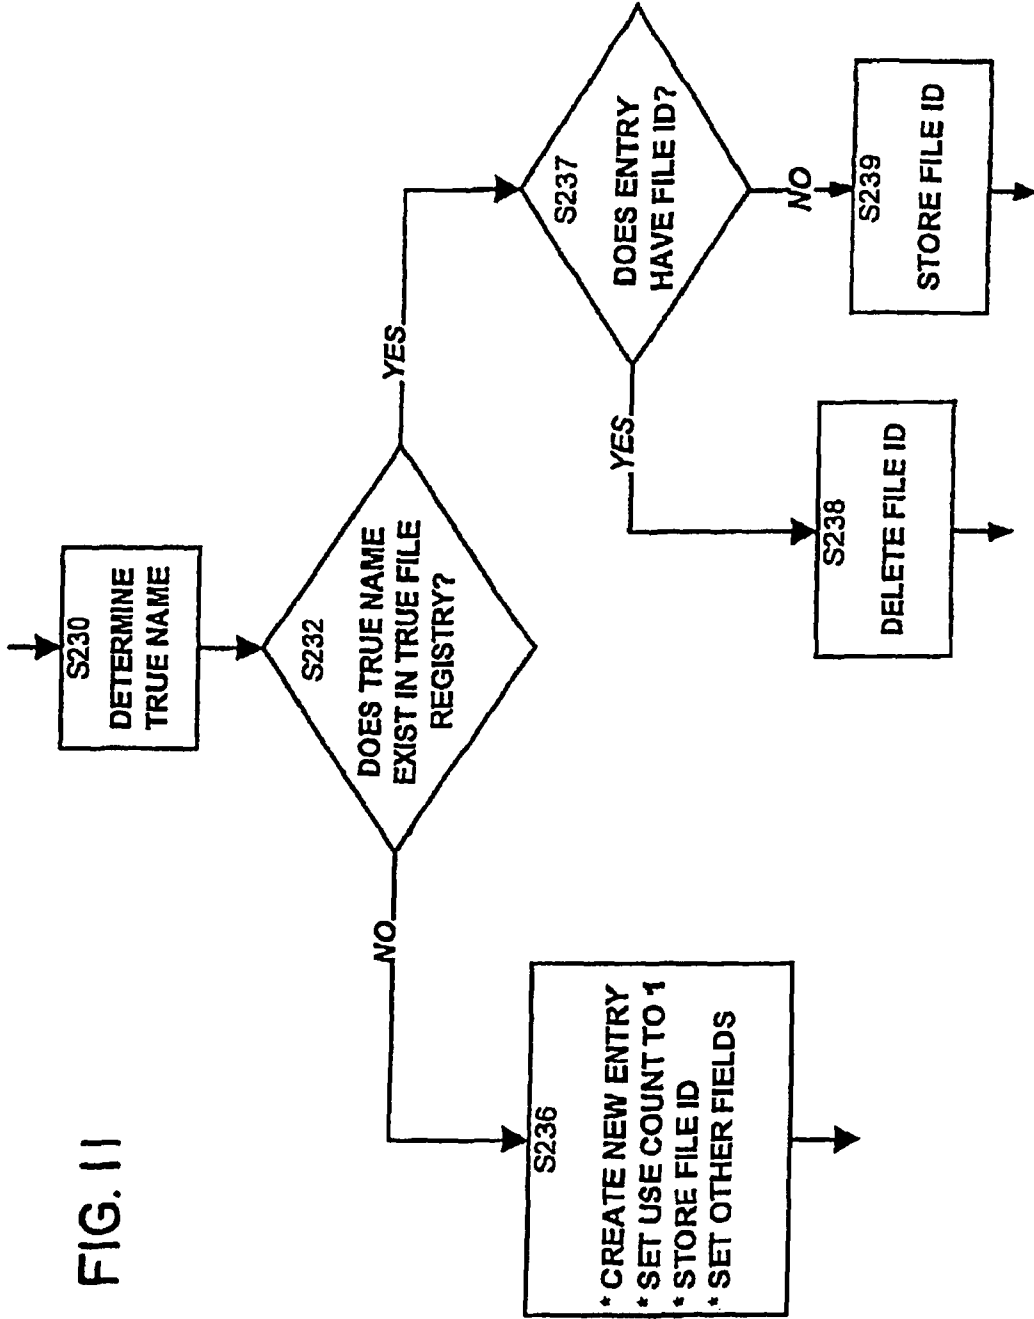 FIG. 11
S230
DETERMINE
TRUE NAME
S232
DOES TRUE NAME
EXIST IN TRUE FILE
REGISTRY?
NO
YES
S236
* CREATE NEW ENTRY
* SET USE COUNT TO 1
* STORE FILE ID
* SET OTHER FIELDS
S237
DOES ENTRY
HAVE FILE ID?
YES
NO
S238
DELETE FILE ID
S239
STORE FILE ID